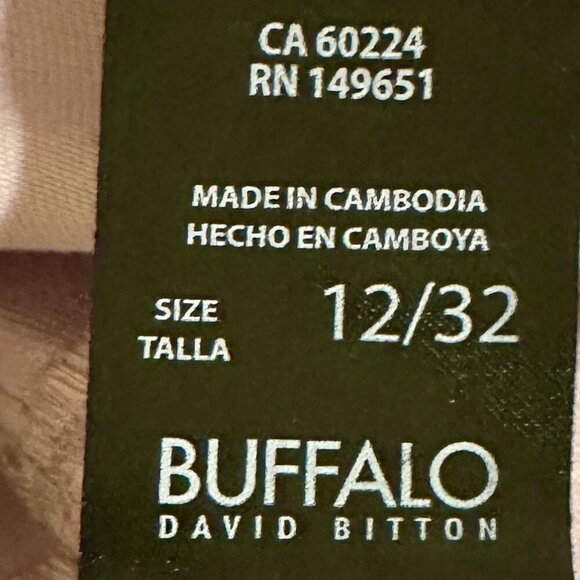 CA 60224
RN 149651
MADE IN CAMBODIA
HECHO EN CAMBOYA
SIZE
TALLA
12/32
BUFFALO
DAVID BITTON